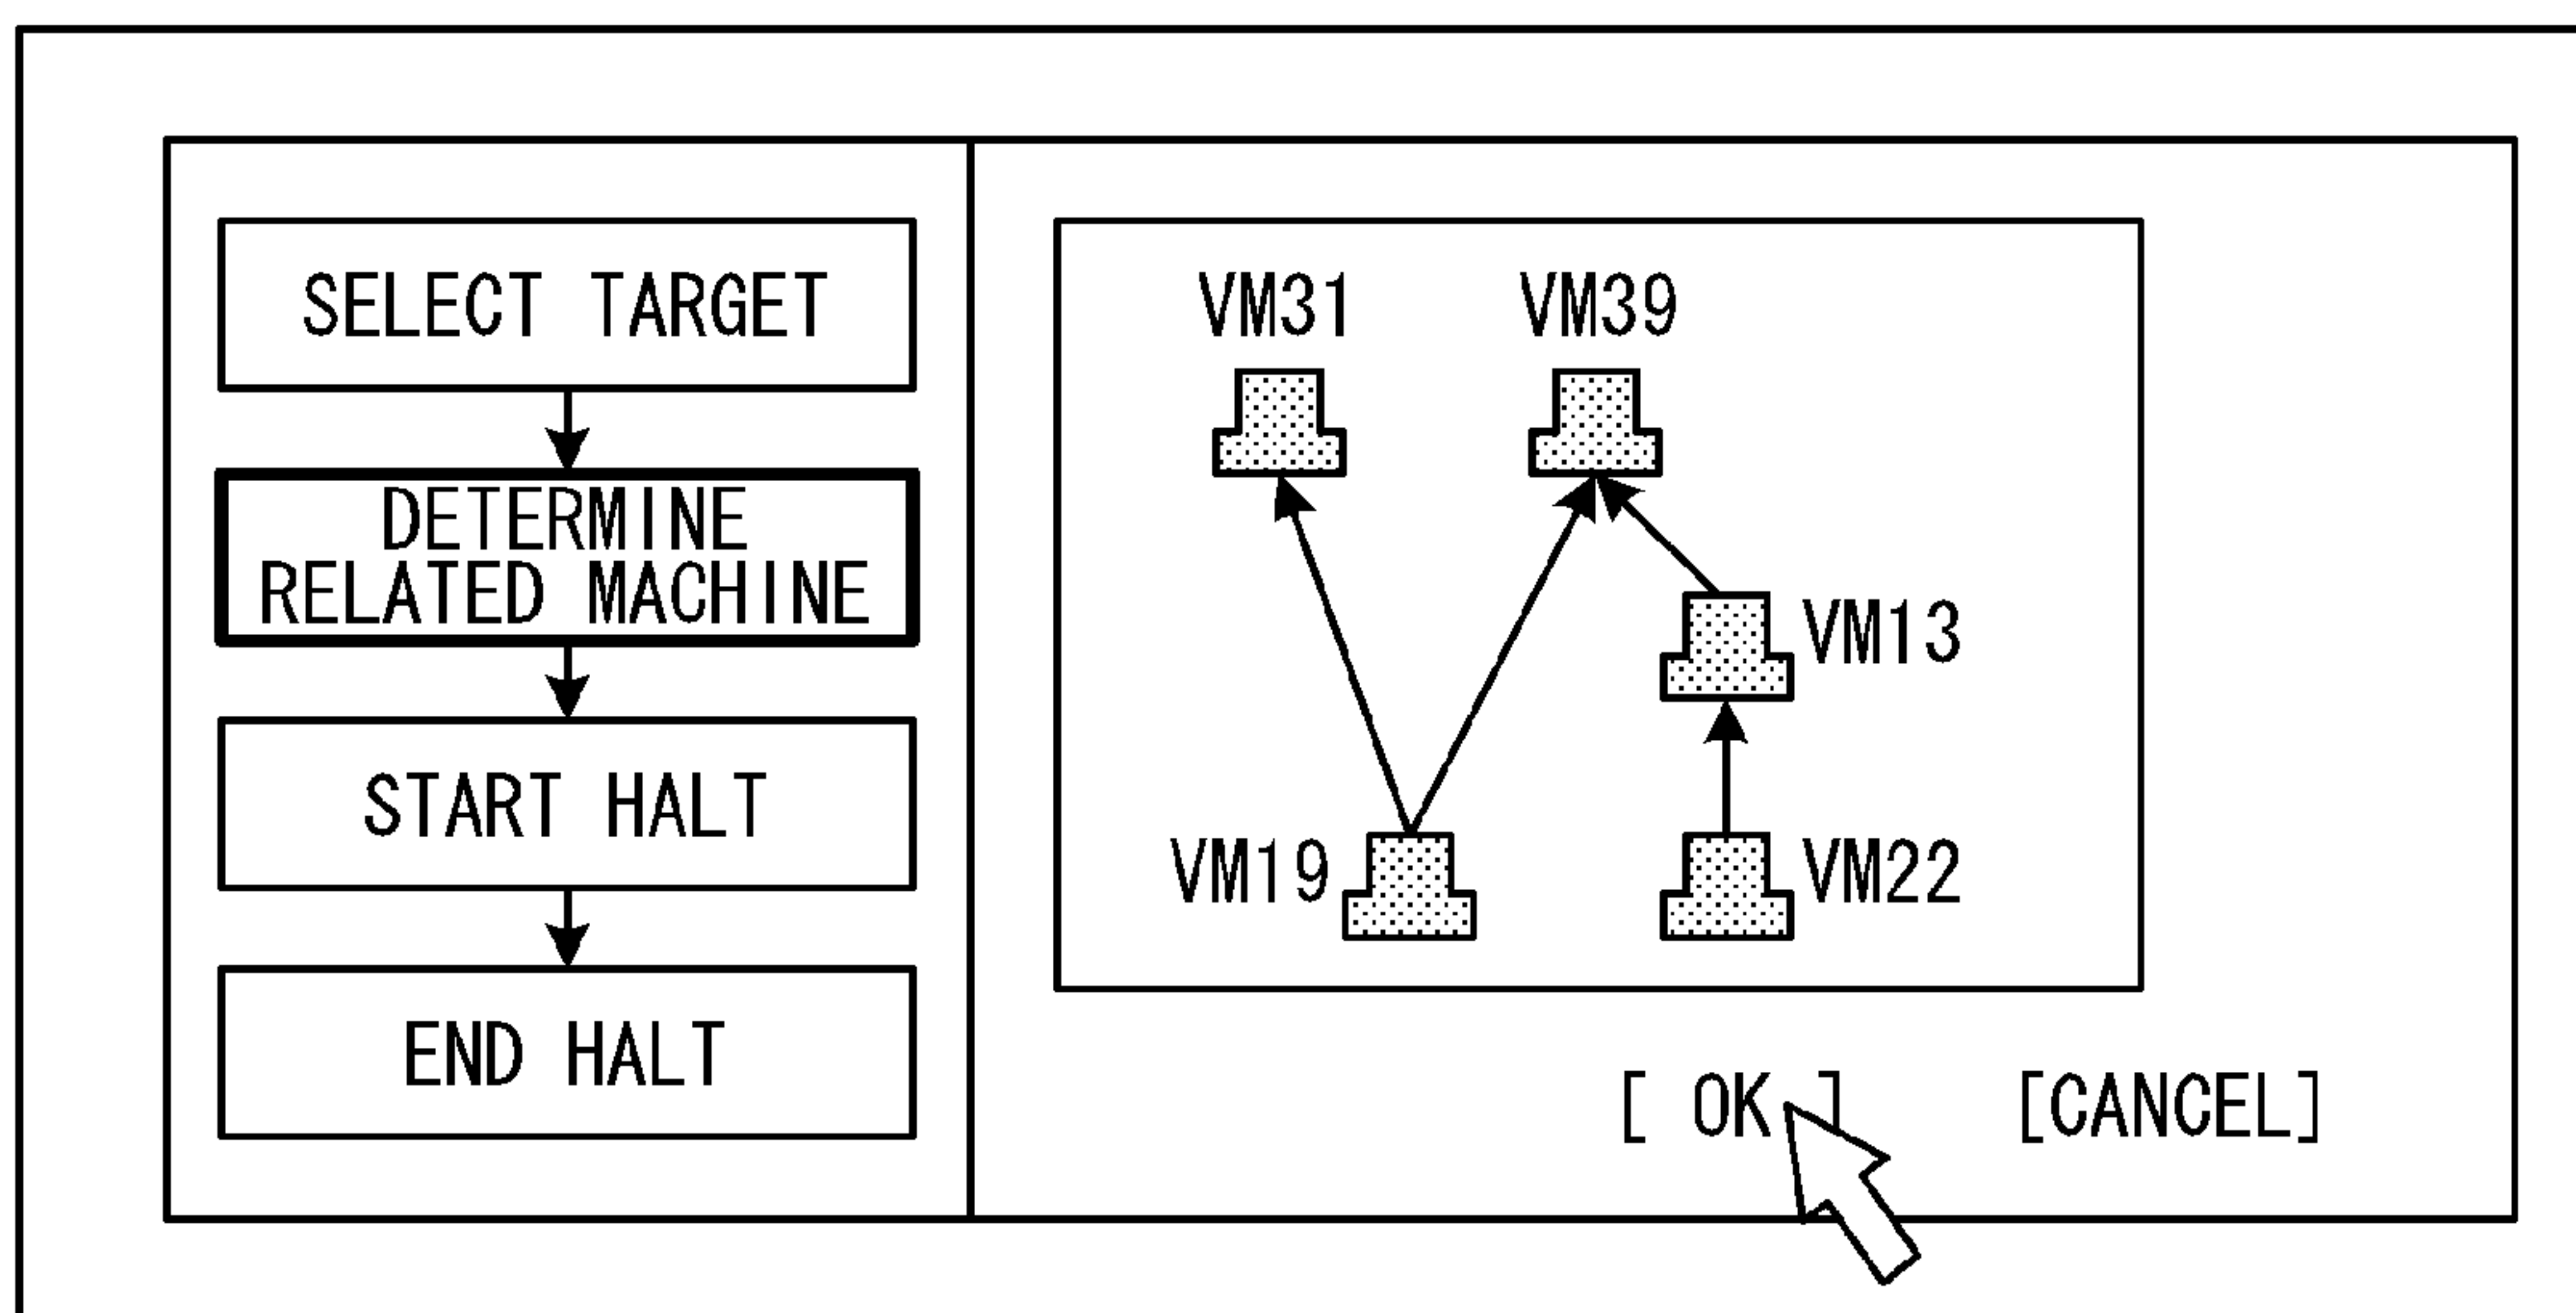 SELECT TARGET
DETERMINE
RELATED MACHINE
START HALT
END HALT
VM31
VM39
VM13
VM19
VM22
[ OK ]
[CANCEL]